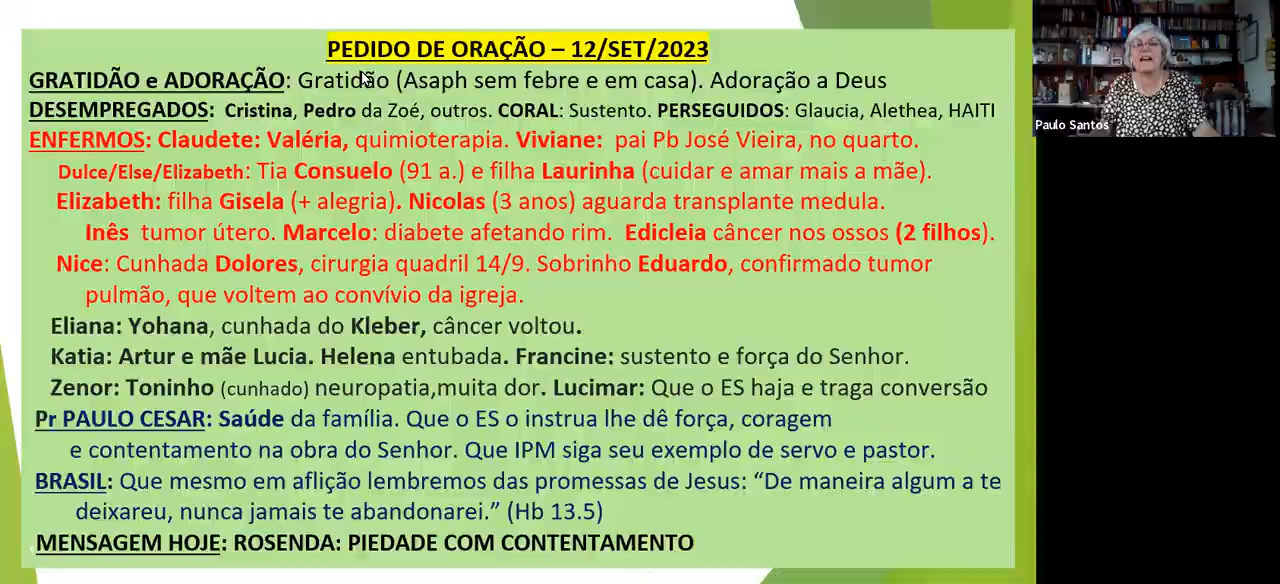 PEDIDO DE ORAÇÃO – 12/SET/2023
GRATIDÃO e ADORAÇÃO: Gratidão (Asaph sem febre e em casa). Adoração a Deus
DESEMPREGADOS: Cristina, Pedro da Zoé, outros. CORAL: Sustento. PERSEGUIDOS: Glaucia, Alethea, HAITI
ENFERMOS: Claudete: Valéria, quimioterapia. Viviane: pai Pb José Vieira, no quarto.
Dulce/Else/Elizabeth: Tia Consuelo (91 a.) e filha Laurinha (cuidar e amar mais a mãe).
Elizabeth: filha Gisela (+ alegria). Nicolas (3 anos) aguarda transplante medula.
Inês tumor útero. Marcelo: diabete afetando rim. Edicleia câncer nos ossos (2 filhos).
Nice: Cunhada Dolores, cirurgia quadril 14/9. Sobrinho Eduardo, confirmado tumor
pulmão, que voltem ao convívio da igreja.
Eliana: Yohana, cunhada do Kleber, câncer voltou.
Katia: Artur e mãe Lucia. Helena entubada. Francine: sustento e força do Senhor.
Zenor: Toninho (cunhado) neuropatia,muita dor. Lucimar: Que o ES haja e traga conversão
Pr PAULO CESAR: Saúde da família. Que o ES o instrua lhe dê força, coragem
e contentamento na obra do Senhor. Que IPM siga seu exemplo de servo e pastor.
BRASIL: Que mesmo em aflição lembremos das promessas de Jesus: “De maneira algum a te
deixareu, nunca jamais te abandonarei.” (Hb 13.5)
MENSAGEM HOJE: ROSENDA: PIEDADE COM CONTENTAMENTO
Paulo Santos